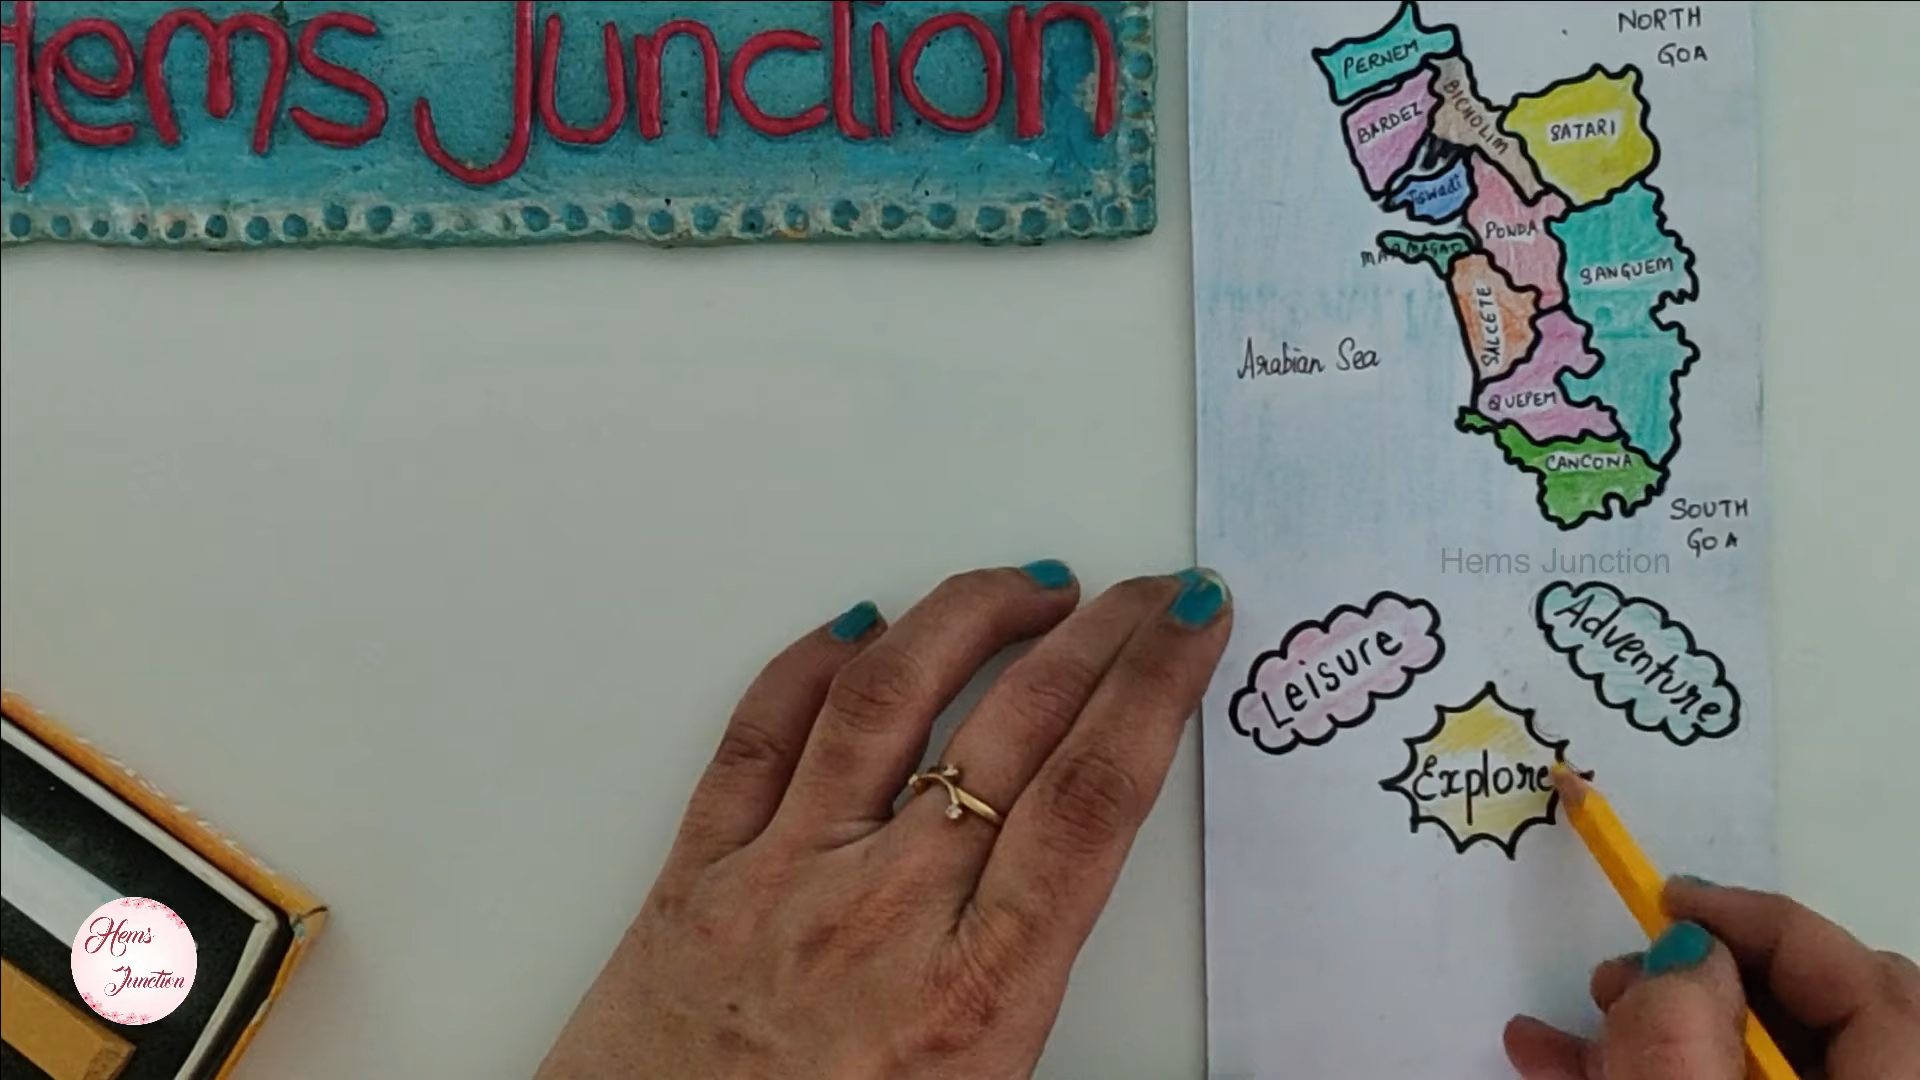 Hems Junction
NORTH
GOA
PERNEM
BICHOLIM
BARDEZ
SATARI
Tiswadi
PONDA
MARMAGAO
SANGUEM
SALCETE
Arabian Sea
QUEPEM
CANCONA
SOUTH
GOA
Hems Junction
Leisure
Adventure
Explore
Hems
Junction